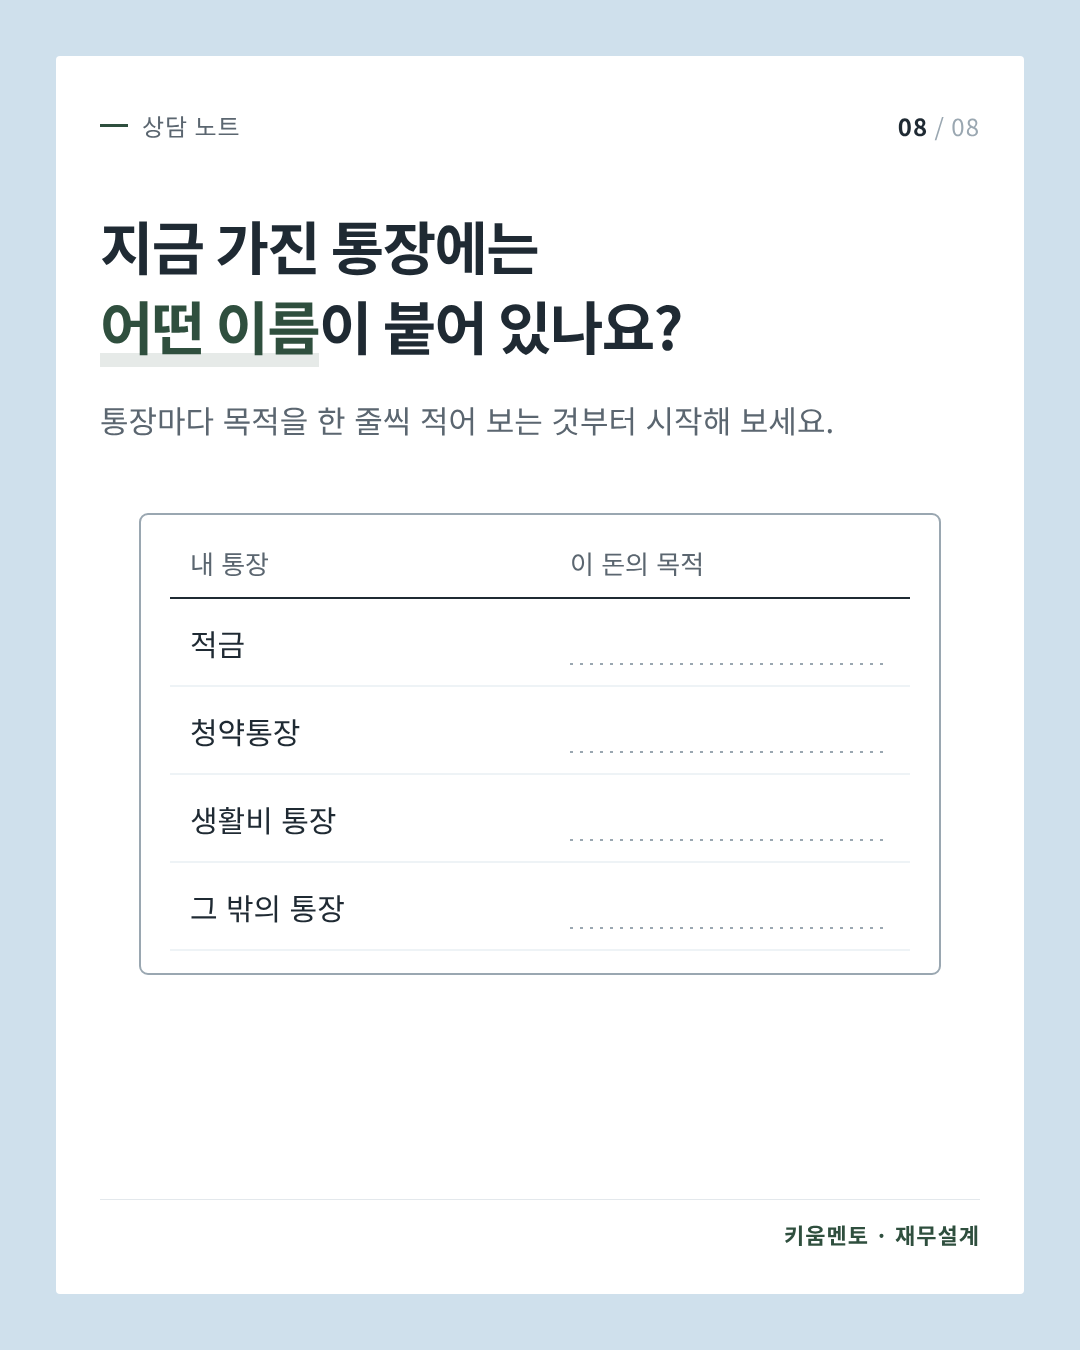 상담 노트
08 / 08
지금 가진 통장에는
어떤 이름이 붙어 있나요?
통장마다 목적을 한 줄씩 적어 보는 것부터 시작해 보세요.
내 통장 이 돈의 목적
적금
청약통장
생활비 통장
그 밖의 통장
키움멘토 · 재무설계